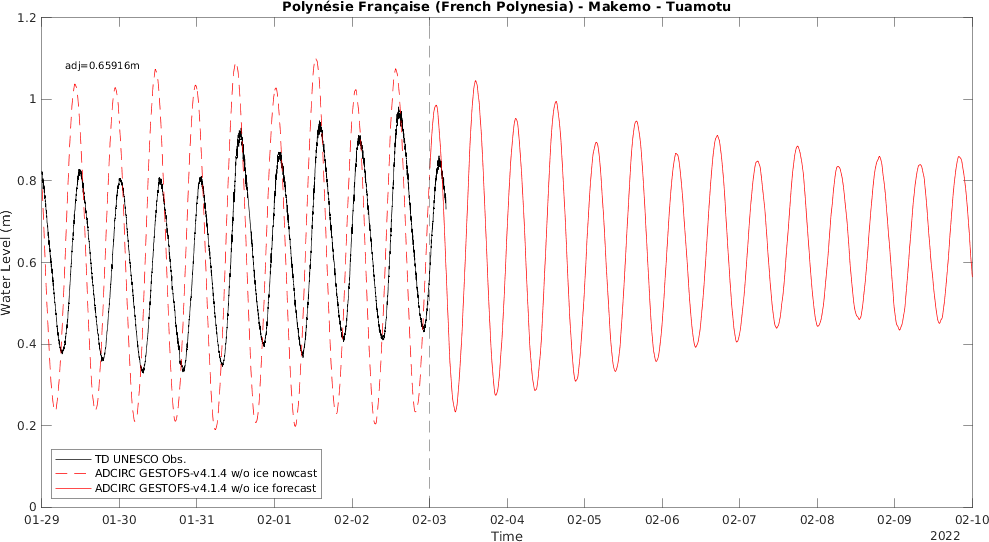 Polynésie Française (French Polynesia) - Makemo - Tuamotu
1.2
adj=0.65916m
1
0.8
0.6
0.4
0.2
0
Water Level (m)
TD UNESCO Obs.
ADCIRC GESTOFS-v4.1.4 w/o ice nowcast
ADCIRC GESTOFS-v4.1.4 w/o ice forecast
01-29 01-30 01-31 02-01 02-02 02-03 02-04 02-05 02-06 02-07 02-08 02-09 02-10
Time
2022